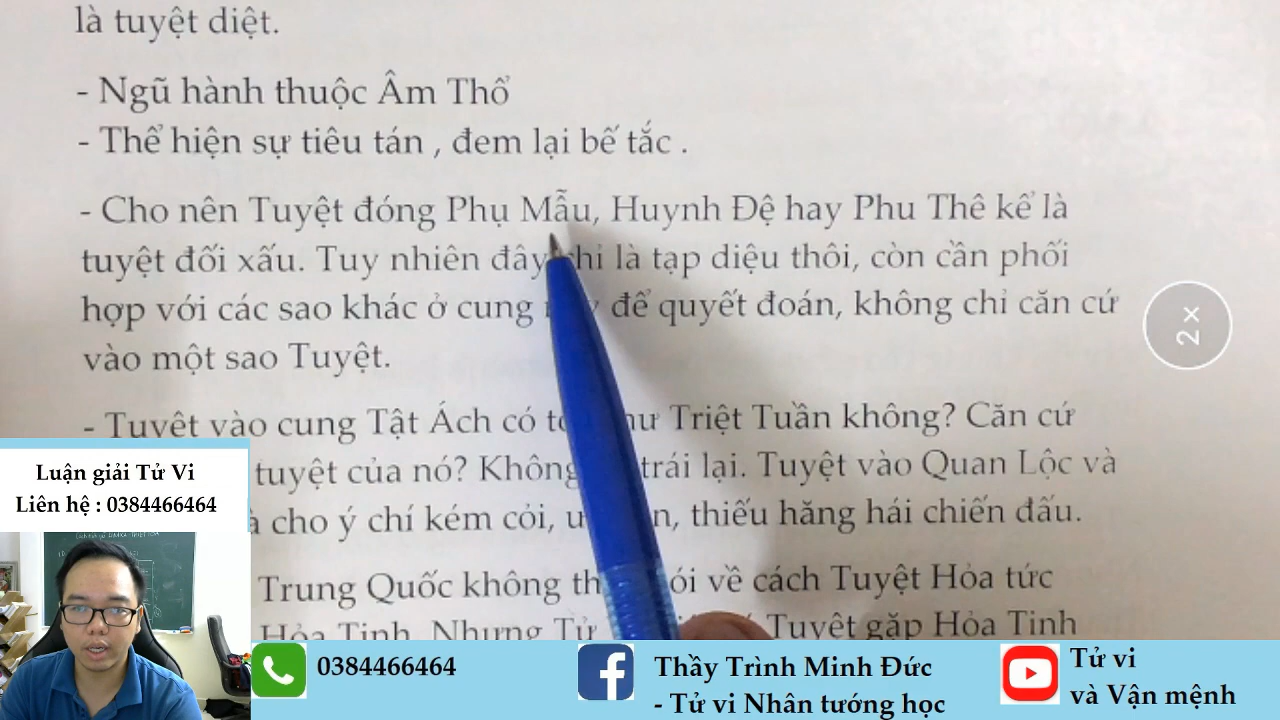 là tuyệt diệt.
- Ngũ hành thuộc Âm Thổ
- Thể hiện sự tiêu tán , đem lại bế tắc .
- Cho nên Tuyệt đóng Phụ Mẫu, Huynh Đệ hay Phu Thê kể là
tuyệt đối xấu. Tuy nhiên đây chỉ là tạp diệu thôi, còn cần phối
hợp với các sao khác ở cung để quyết đoán, không chỉ căn cứ
vào một sao Tuyệt.
- Tuyệt vào cung Tật Ách có Triệt Tuần không? Căn cứ
tuyệt của nó? Không trái lại. Tuyệt vào Quan Lộc và
cho ý chí kém cỏi, thiếu hăng hái chiến đấu.
Trung Quốc không về cách Tuyệt Hỏa tức
Hỏa Tinh. Nhưng Tử Tuyệt gặp Hỏa Tinh
2×
Luận giải Tử Vi
Liên hệ : 0384466464
0384466464
Thầy Trình Minh Đức
- Tử vi Nhân tướng học
Tử vi
và Vận mệnh